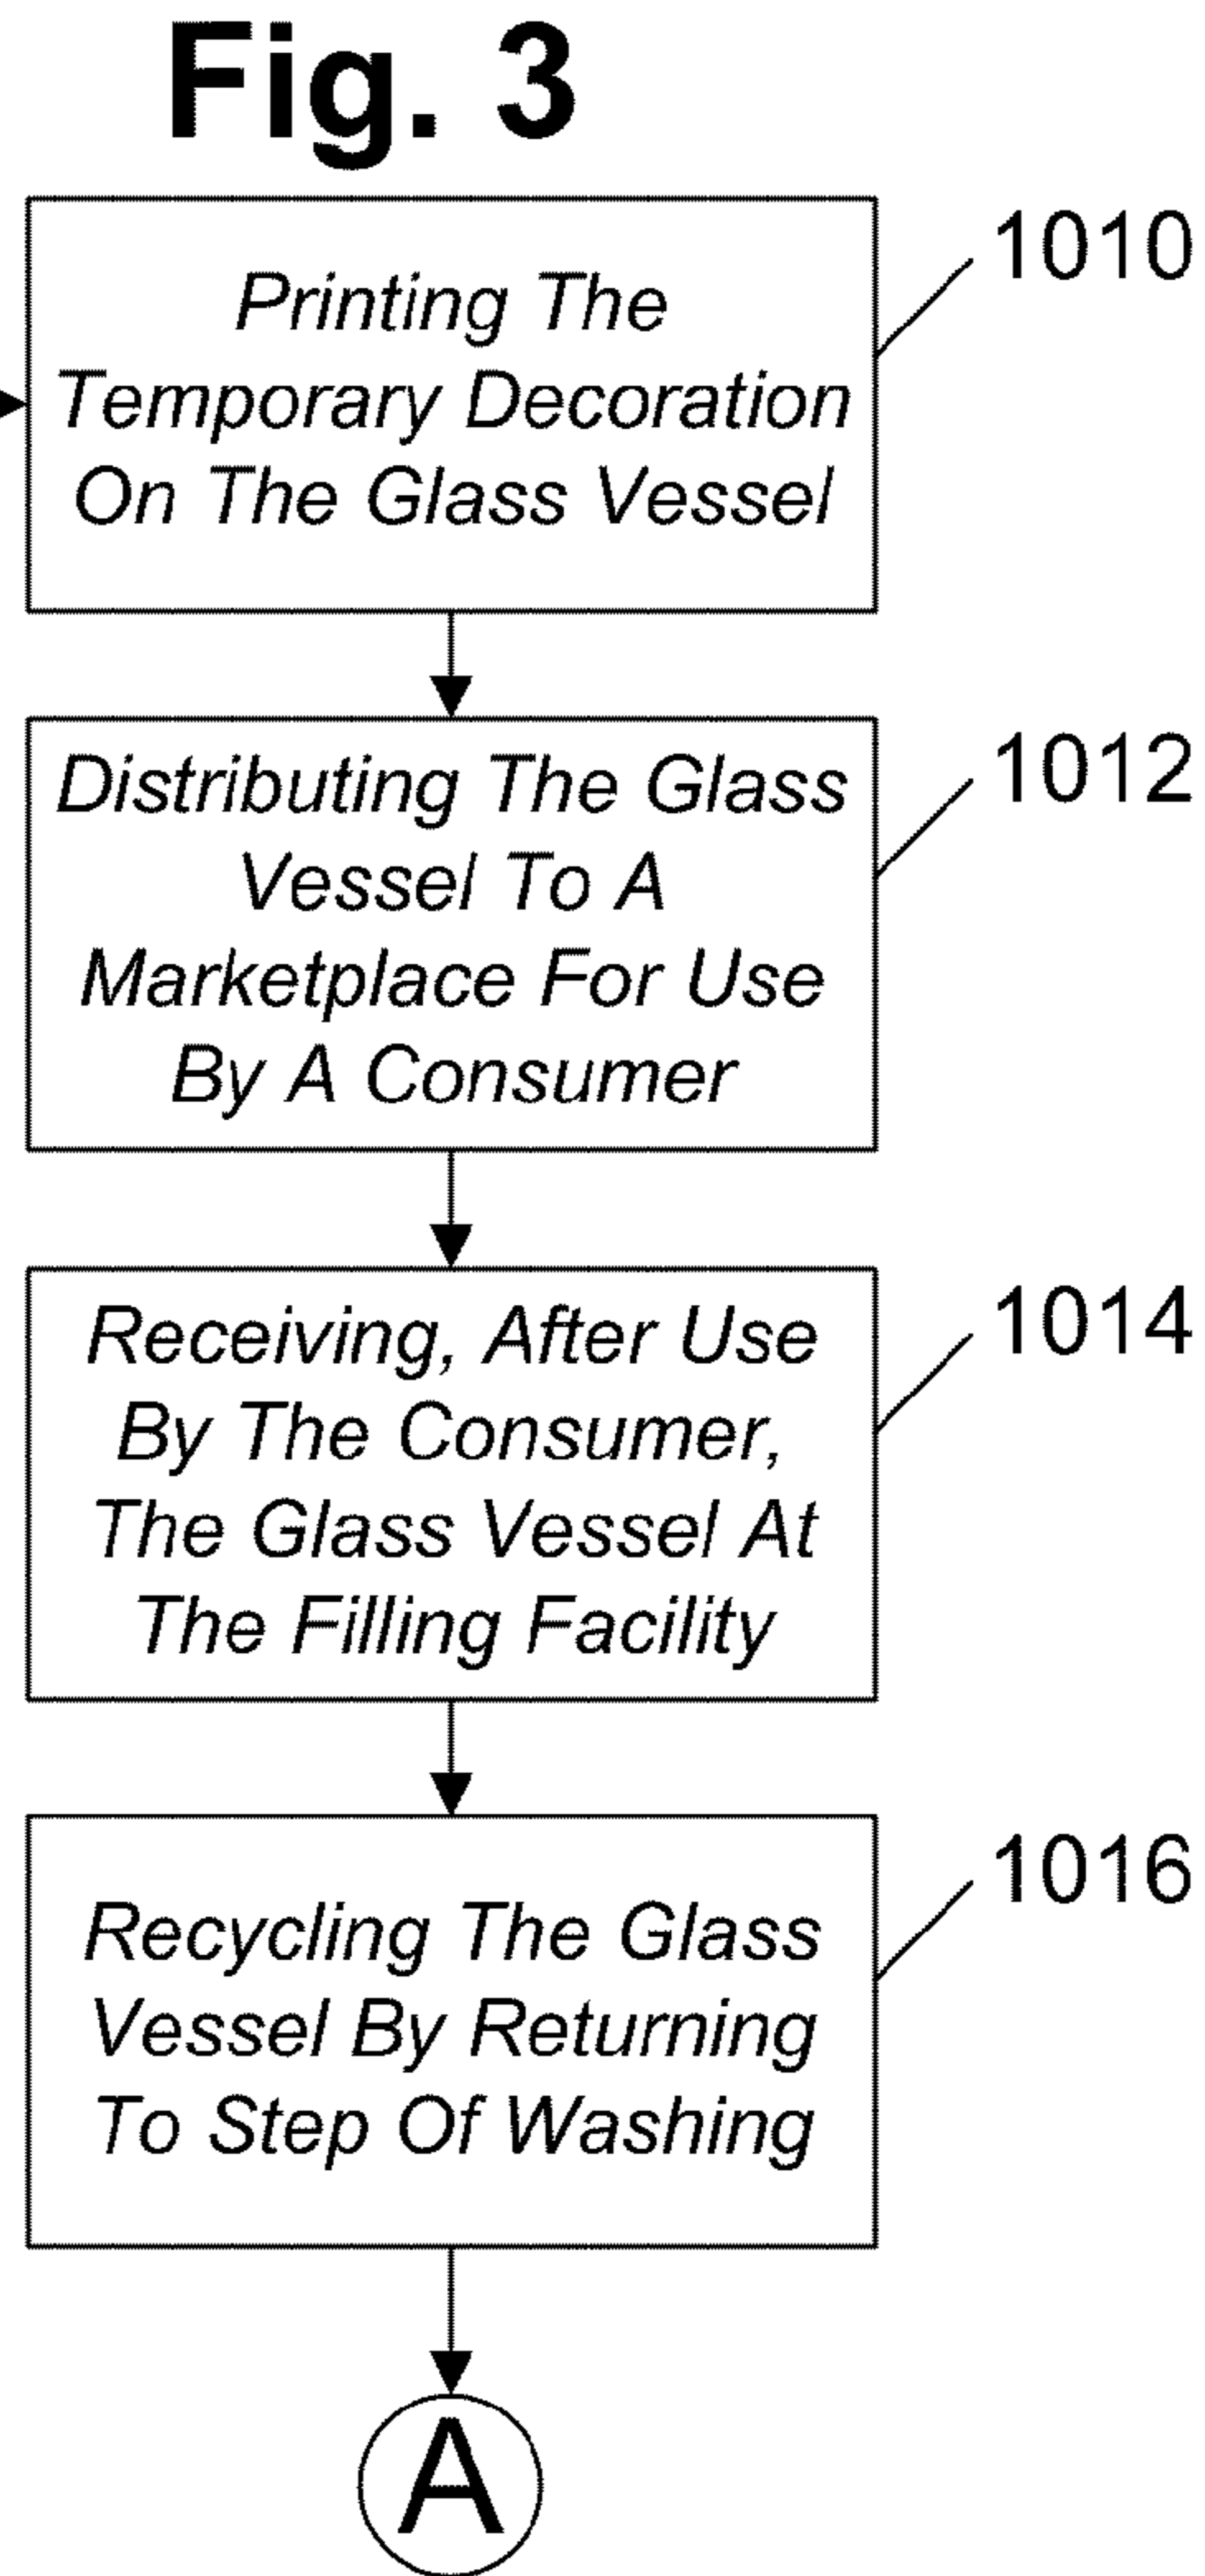 Fig. 3
Printing The
Temporary Decoration
On The Glass Vessel
1010
Distributing The Glass
Vessel To A
Marketplace For Use
By A Consumer
1012
Receiving, After Use
By The Consumer,
The Glass Vessel At
The Filling Facility
1014
Recycling The Glass
Vessel By Returning
To Step Of Washing
1016
A